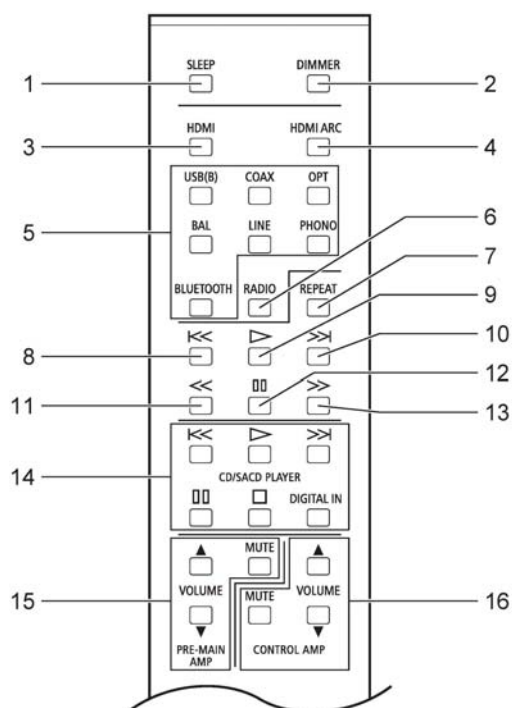 SLEEP DIMMER
1 2
HDMI HDMI ARC
3 4
USB(B) COAX OPT
5 6
BAL LINE PHONO
7
BLUETOOTH RADIO REPEAT
9
8 10
12
11 13
14 CD/SACD PLAYER
DIGITAL IN
MUTE
15 VOLUME VOLUME 16
MUTE
PRE-MAIN CONTROL AMP
AMP